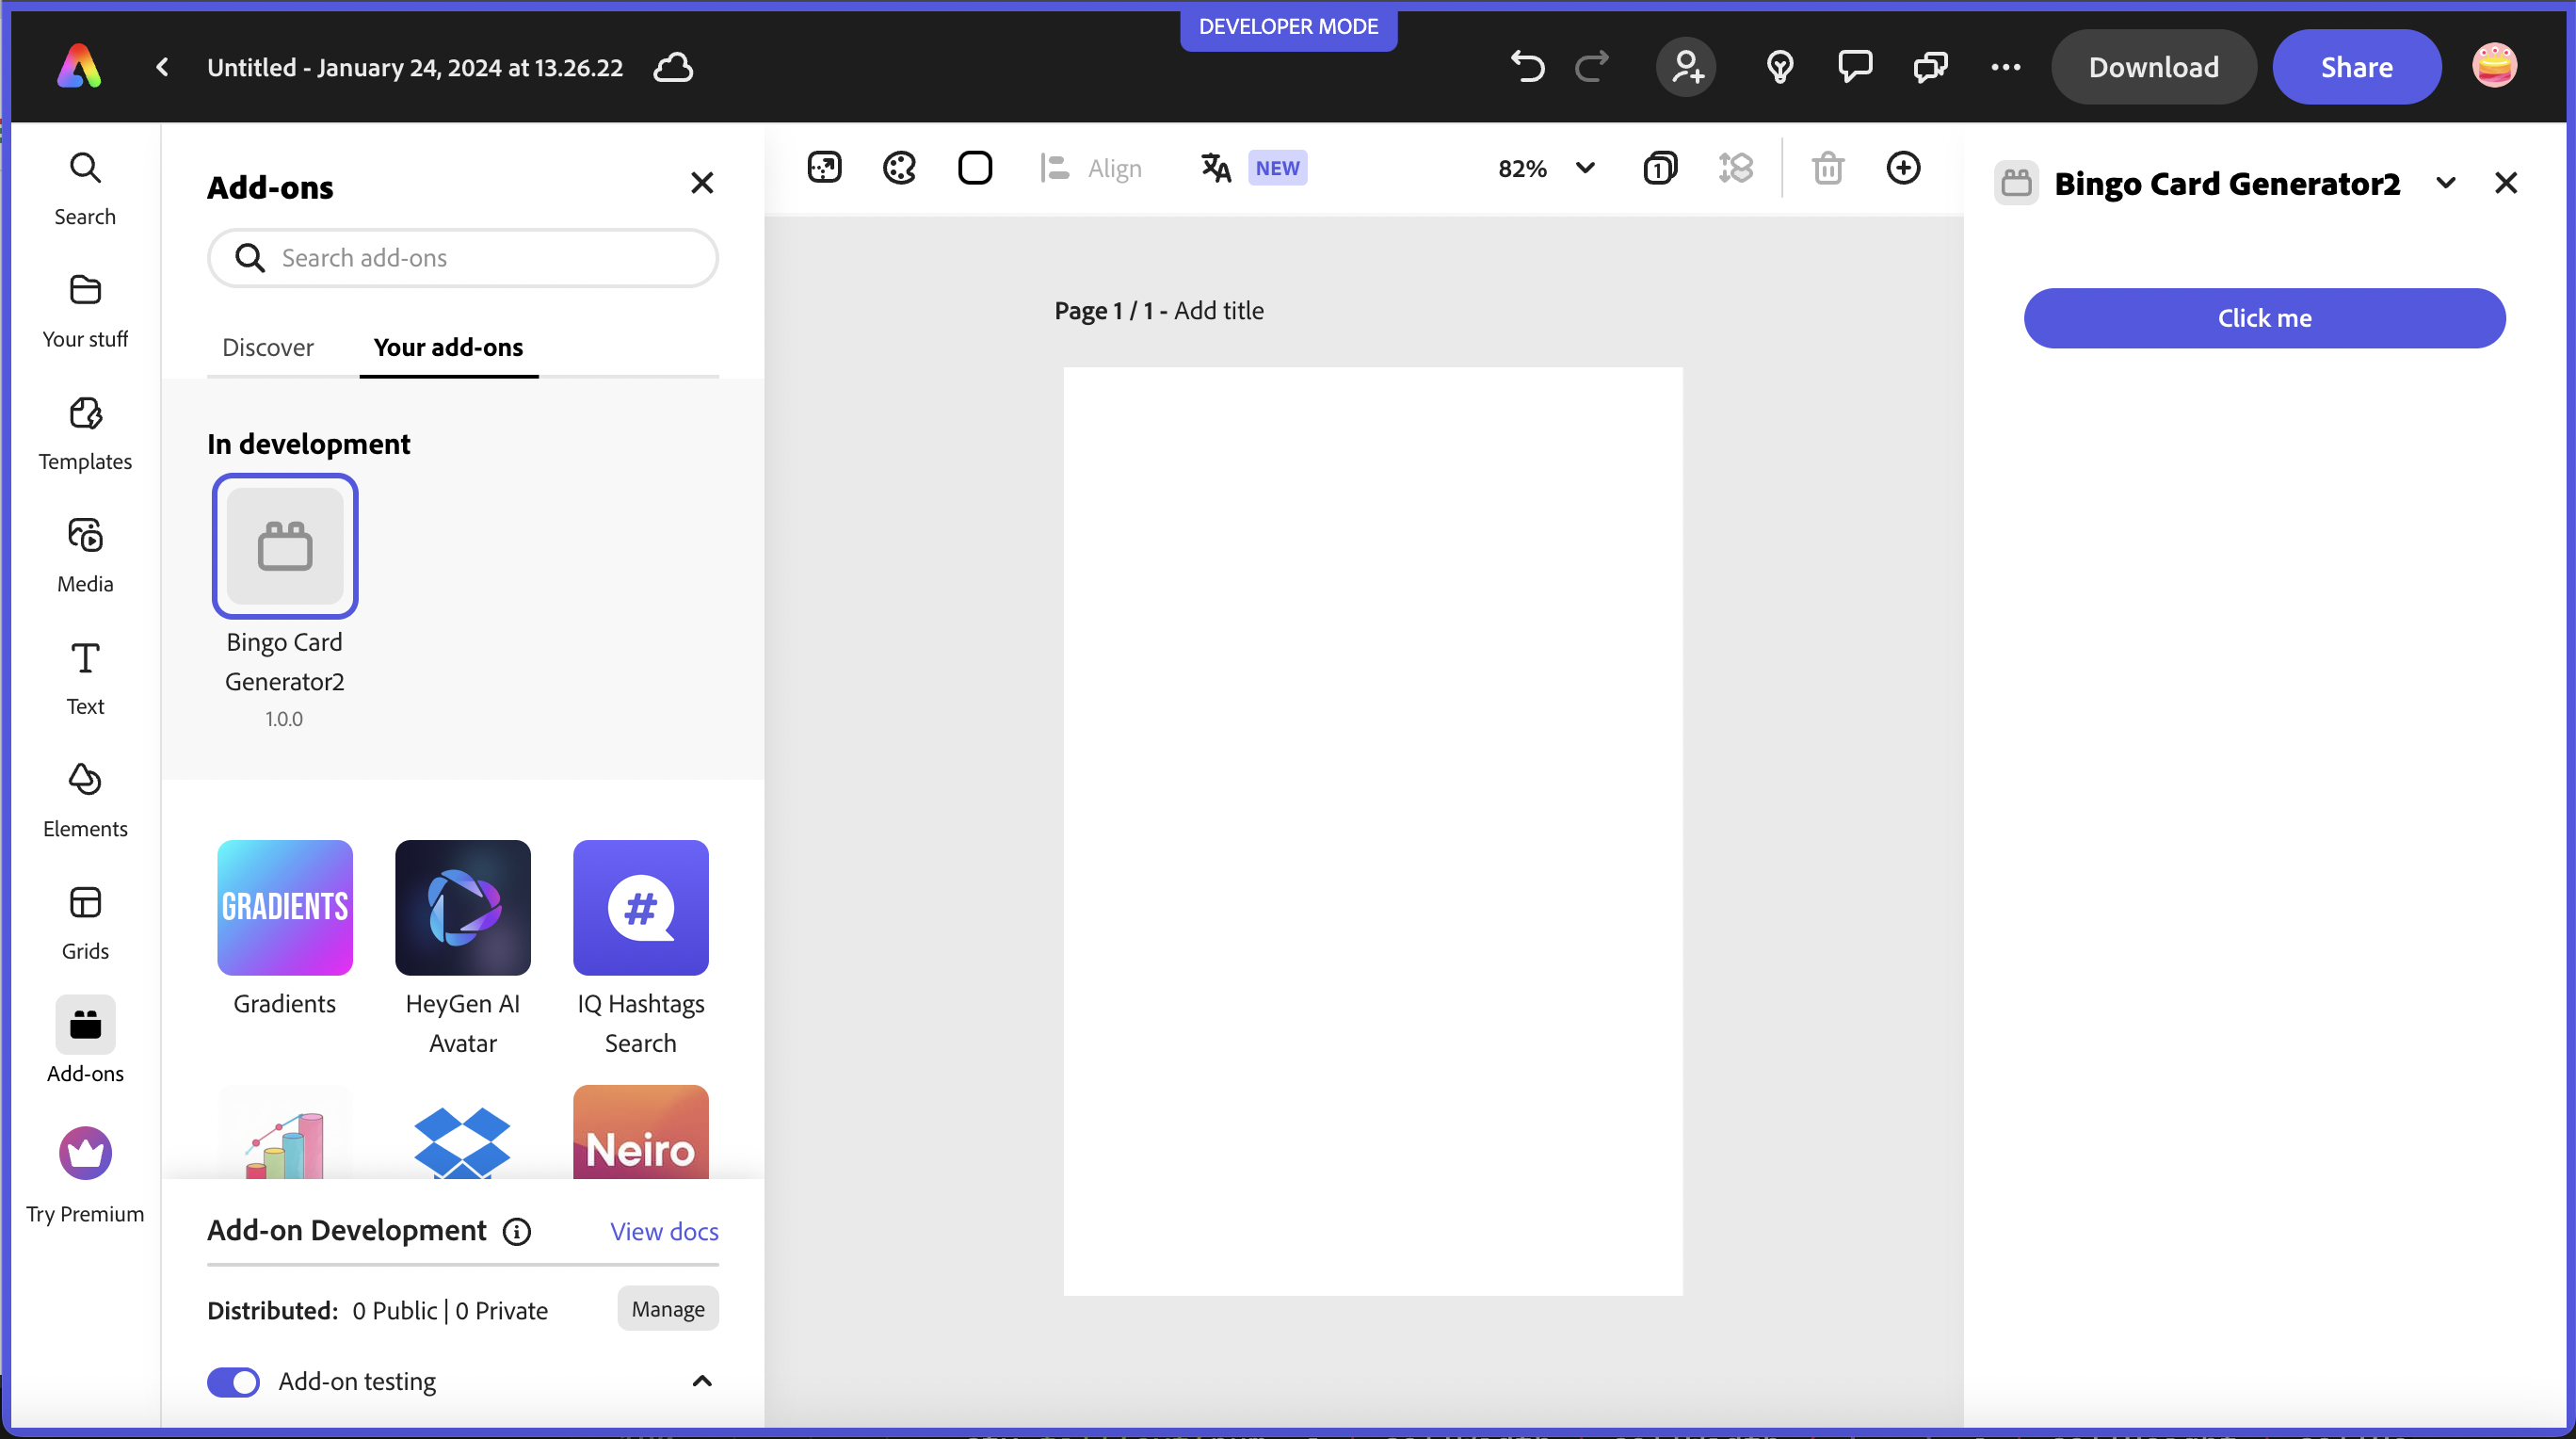 DEVELOPER MODE
Untitled - January 24, 2024 at 13.26.22
Download
Share
Search
Your stuff
Templates
Media
Text
Elements
Grids
Add-ons
Try Premium
Add-ons
Search add-ons
Discover
Your add-ons
In development
Bingo Card
Generator2
1.0.0
GRADIENTS
Gradients
HeyGen AI
Avatar
#
IQ Hashtags
Search
Neiro
Add-on Development
View docs
Distributed: 0 Public | 0 Private
Manage
Add-on testing
Align
NEW
82%
1
Page 1 / 1 - Add title
Bingo Card Generator2
Click me